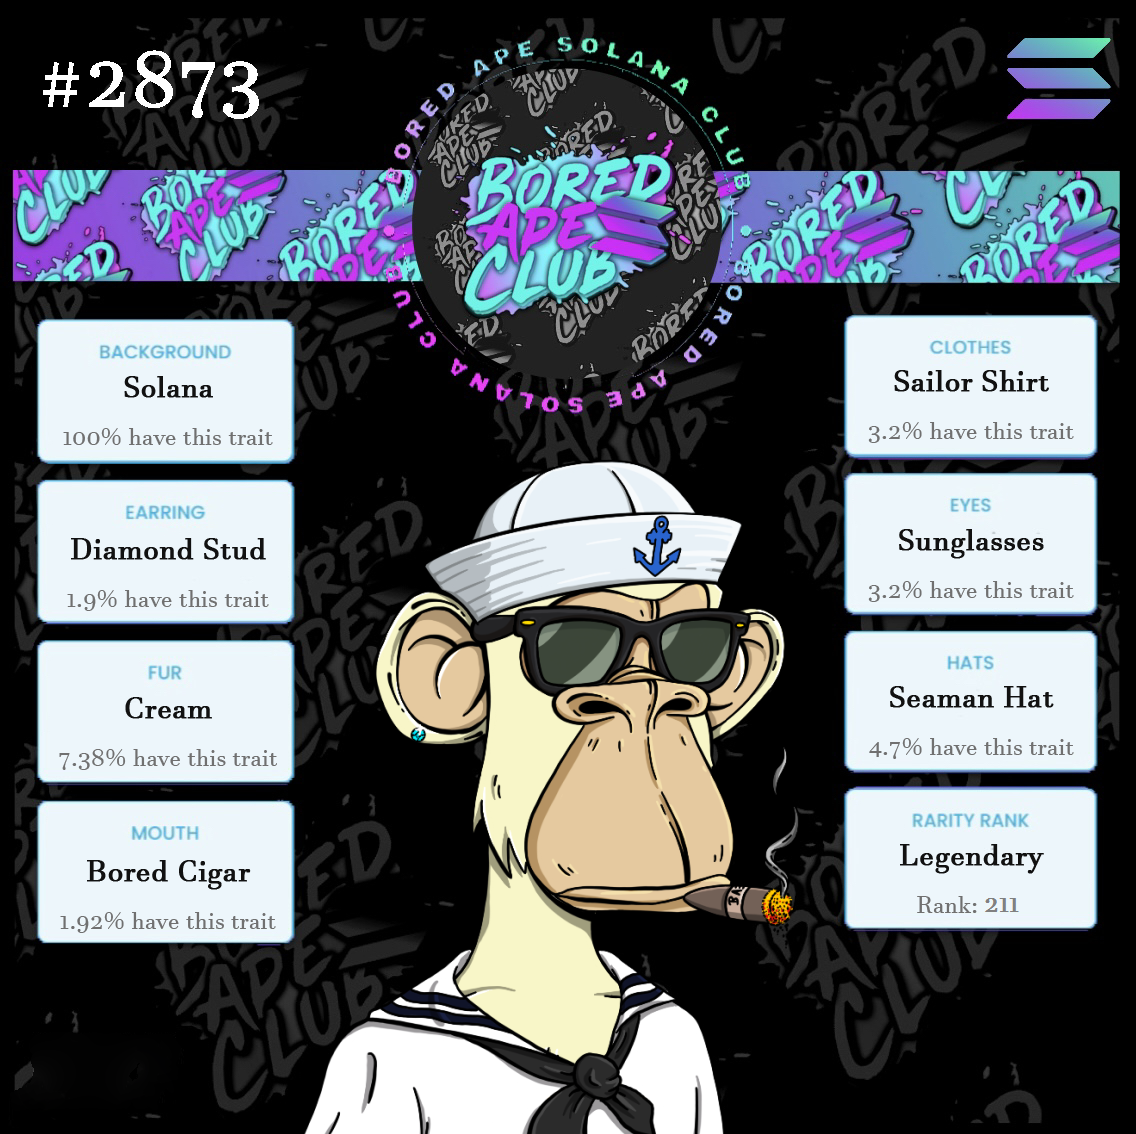 #2873
BORED APE SOLANA CLUB
BORED APE SOLANA CLUB
BORED
APE
CLUB
BACKGROUND
Solana
100% have this trait
EARRING
Diamond Stud
1.9% have this trait
FUR
Cream
7.38% have this trait
MOUTH
Bored Cigar
1.92% have this trait
CLOTHES
Sailor Shirt
3.2% have this trait
EYES
Sunglasses
3.2% have this trait
HATS
Seaman Hat
4.7% have this trait
RARITY RANK
Legendary
Rank: 211